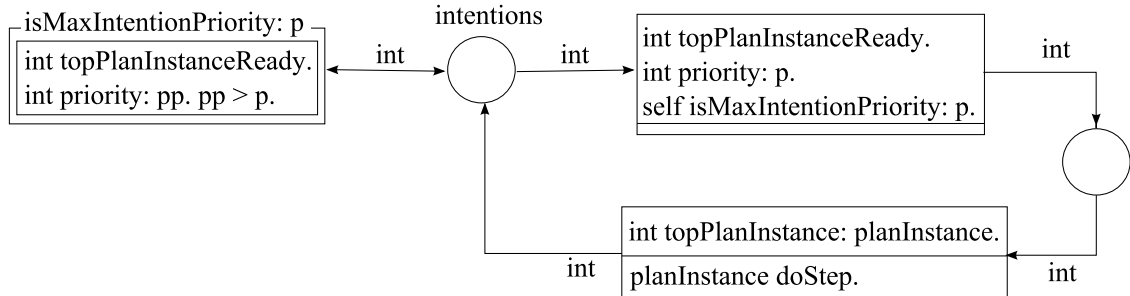 isMaxIntentionPriority: p
int topPlanInstanceReady.
int priority: pp. pp > p.
int
intentions
int
int topPlanInstanceReady.
int priority: p.
self isMaxIntentionPriority: p.
int
int topPlanInstance: planInstance.
planInstance doStep.
int
int